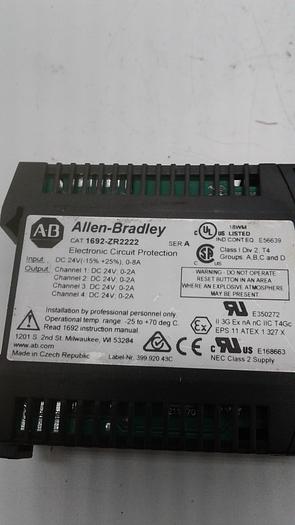 AB Allen-Bradley
CAT 1692-ZR2222 SER A
Electronic Circuit Protection
Input: DC 24V(-15% +25%), 0-8A
Output: Channel 1: DC 24V, 0-2A
Channel 2: DC 24V, 0-2A
Channel 3: DC 24V, 0-2A
Channel 4: DC 24V, 0-2A
Installation by professional personnel only.
Operational temp. range -25 to +70 deg C.
Read 1692 instruction manual.
1201 S. 2nd St. Milwaukee, WI 53204
www.ab.com
Made in Czech Republic
Label-Nr. 399.920.43C
18WM
C UL US LISTED
IND.CONT.EQ. E56639
Class I Div 2, T4
Groups A,B,C and D
WARNING - DO NOT OPERATE
RESET BUTTON IN AN AREA
WHERE AN EXPLOSIVE ATMOSPHERE
MAY BE PRESENT
E350272
Ex II 3G Ex nA nC IIC T4Gc
EPS 11 ATEX 1 327 X
CE
US E168663
NEC Class 2 Supply